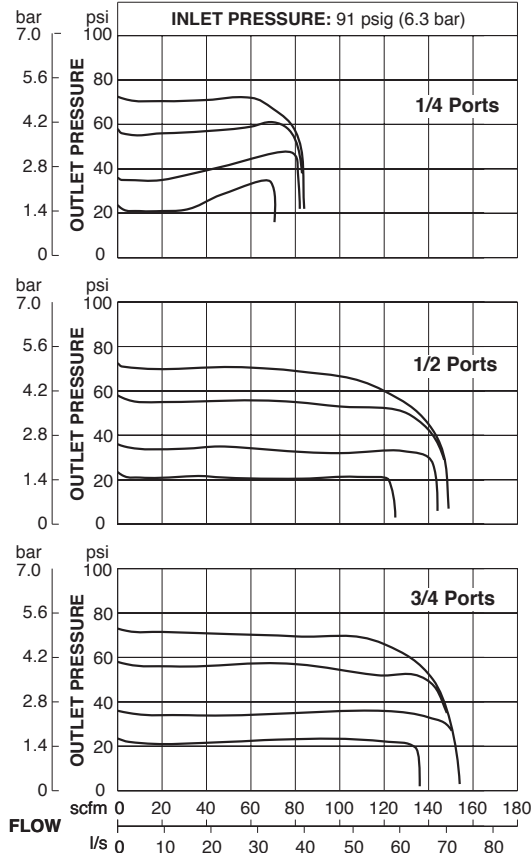 INLET PRESSURE: 91 psig (6.3 bar)
bar psi
7.0 100
5.6 80
4.2 60
2.8 40
1.4 20
0 0
OUTLET PRESSURE
1/4 Ports
bar psi
7.0 100
5.6 80
4.2 60
2.8 40
1.4 20
0 0
OUTLET PRESSURE
1/2 Ports
bar psi
7.0 100
5.6 80
4.2 60
2.8 40
1.4 20
0 0
OUTLET PRESSURE
3/4 Ports
scfm 0 20 40 60 80 100 120 140 160 180
FLOW
l/s 0 10 20 30 40 50 60 70 80